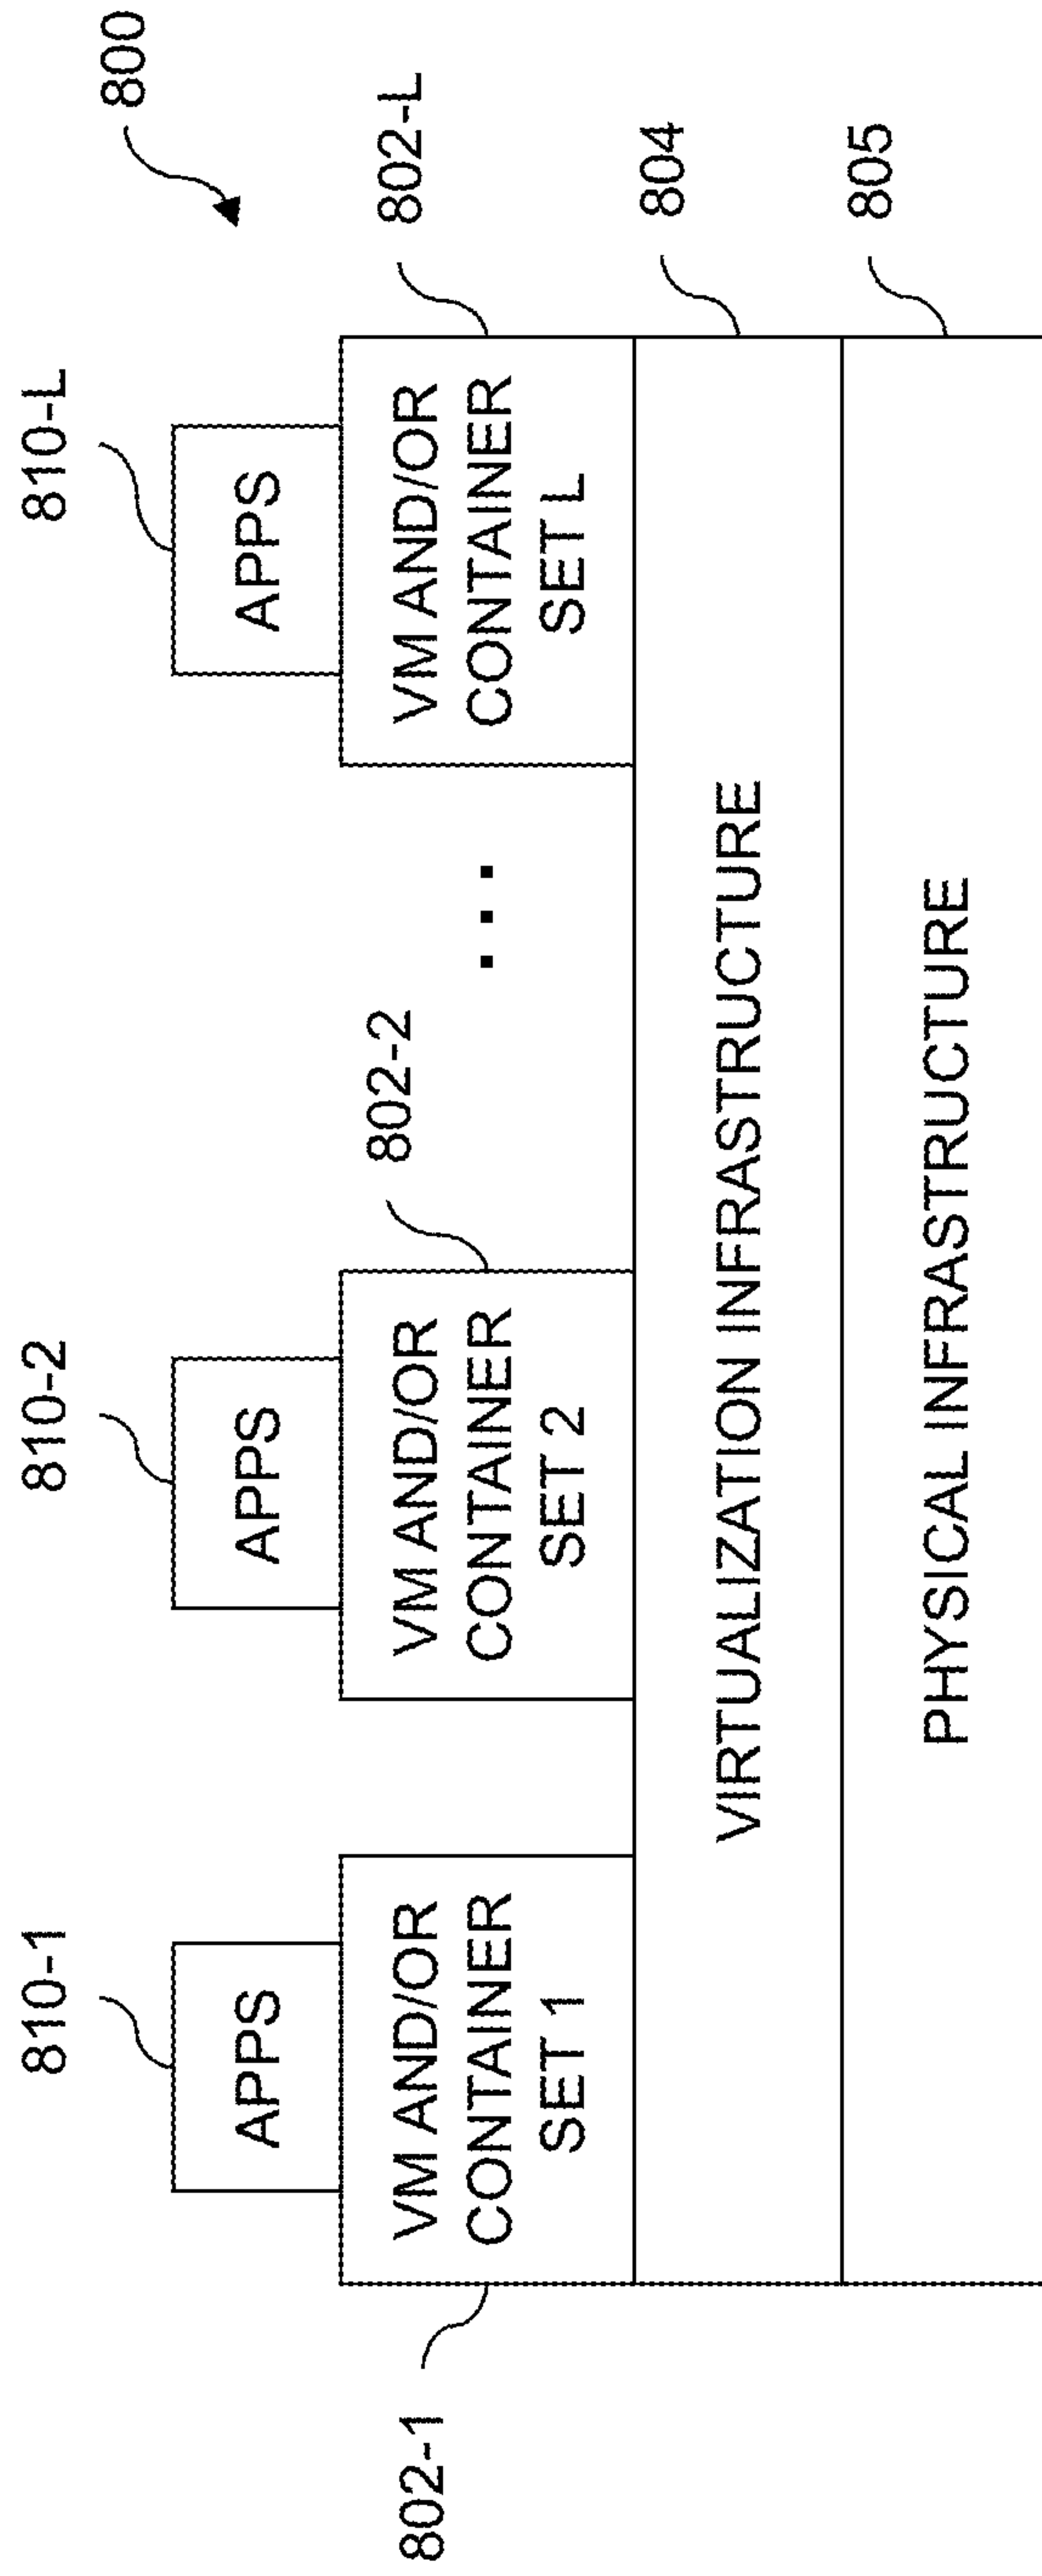 800
810-1
810-2
810-L
APPS
APPS
APPS
802-1
VM AND/OR
CONTAINER
SET 1
VM AND/OR
CONTAINER
SET 2
802-2
...
VM AND/OR
CONTAINER
SET L
802-L
VIRTUALIZATION INFRASTRUCTURE
804
PHYSICAL INFRASTRUCTURE
805